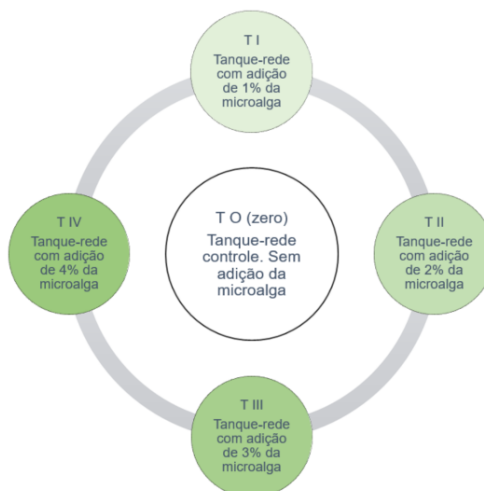 T I
Tanque-rede
com adição
de 1% da
microalga
T IV
Tanque-rede
com adição
de 4% da
microalga
T O (zero)
Tanque-rede
controle. Sem
adição da
microalga
T II
Tanque-rede
com adição
de 2% da
microalga
T III
Tanque-rede
com adição
de 3% da
microalga